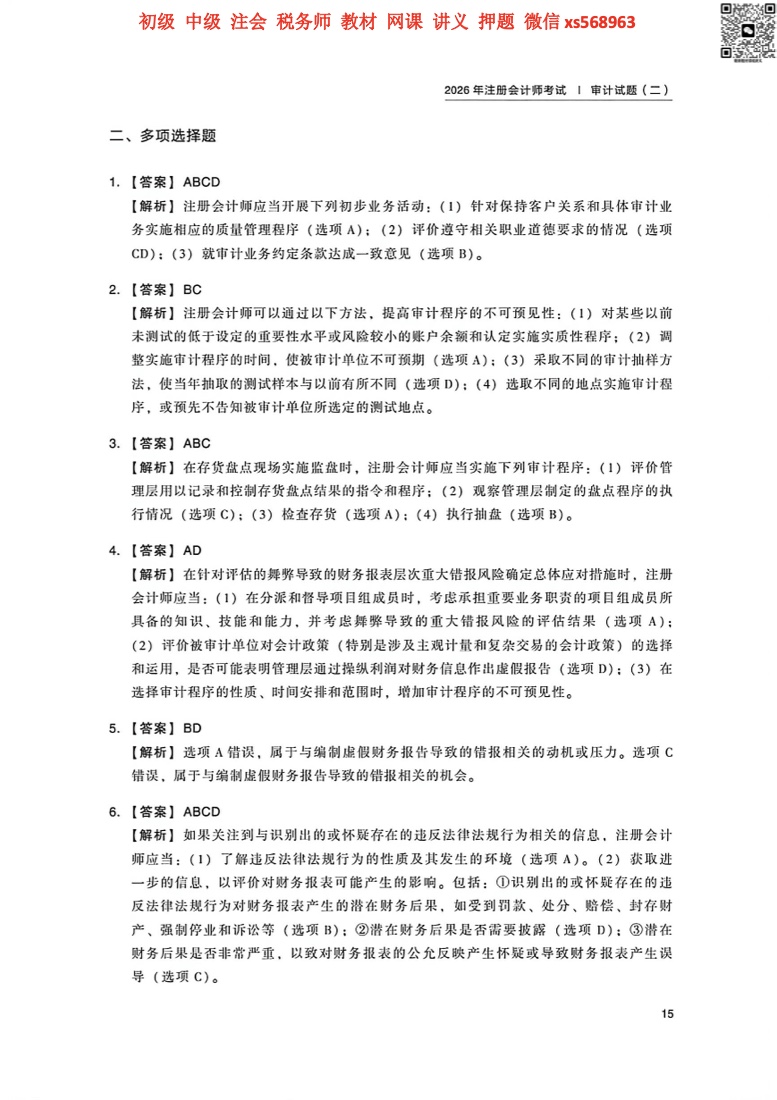 初级 中级 注会 税务师 教材 网课 讲义 押题 微信 xs568963
2026 年注册会计师考试 | 审计试题（二）
二、多项选择题
1. 【答案】 ABCD
【解析】 注册会计师应当开展下列初步业务活动：（1）针对保持客户关系和具体审计业
务实施相应的质量管理程序（选项 A）；（2）评价遵守相关职业道德要求的情况（选项
CD）；（3）就审计业务约定条款达成一致意见（选项 B）。
2. 【答案】 BC
【解析】 注册会计师可以通过以下方法，提高审计程序的不可预见性：（1）对某些以前
未测试的低于设定的重要性水平或风险较小的账户余额和认定实施实质性程序；（2）调
整实施审计程序的时间，使被审计单位不可预期（选项 A）；（3）采取不同的审计抽样方
法，使当年抽取的测试样本与以前有所不同（选项 D）；（4）选取不同的地点实施审计程
序，或预先不告知被审计单位所选定的测试地点。
3. 【答案】 ABC
【解析】 在存货盘点现场实施监盘时，注册会计师应当实施下列审计程序：（1）评价管
理层用以记录和控制存货盘点结果的指令和程序；（2）观察管理层制定的盘点程序的执
行情况（选项 C）；（3）检查存货（选项 A）；（4）执行抽盘（选项 B）。
4. 【答案】 AD
【解析】 在针对评估的舞弊导致的财务报表层次重大错报风险确定总体应对措施时，注册
会计师应当：（1）在分派和督导项目组成员时，考虑承担重要业务职责的项目组成员所
具备的知识、技能和能力，并考虑舞弊导致的重大错报风险的评估结果（选项 A）；
（2）评价被审计单位对会计政策（特别是涉及主观计量和复杂交易的会计政策）的选择
和运用，是否可能表明管理层通过操纵利润对财务信息作出虚假报告（选项 D）；（3）在
选择审计程序的性质、时间安排和范围时，增加审计程序的不可预见性。
5. 【答案】 BD
【解析】 选项 A 错误，属于与编制虚假财务报告导致的错报相关的动机或压力。选项 C
错误，属于与编制虚假财务报告导致的错报相关的机会。
6. 【答案】 ABCD
【解析】 如果关注到与识别出的或怀疑存在的违反法律法规行为相关的信息，注册会计
师应当：（1）了解违反法律法规行为的性质及其发生的环境（选项 A）。（2）获取进
一步的信息，以评价对财务报表可能产生的影响。包括：①识别出的或怀疑存在的违
反法律法规行为对财务报表产生的潜在财务后果，如受到罚款、处分、赔偿、封存财
产、强制停业和诉讼等（选项 B）；②潜在财务后果是否需要披露（选项 D）；③潜在
财务后果是否非常严重，以致对财务报表的公允反映产生怀疑或导致财务报表产生误
导（选项 C）。
15